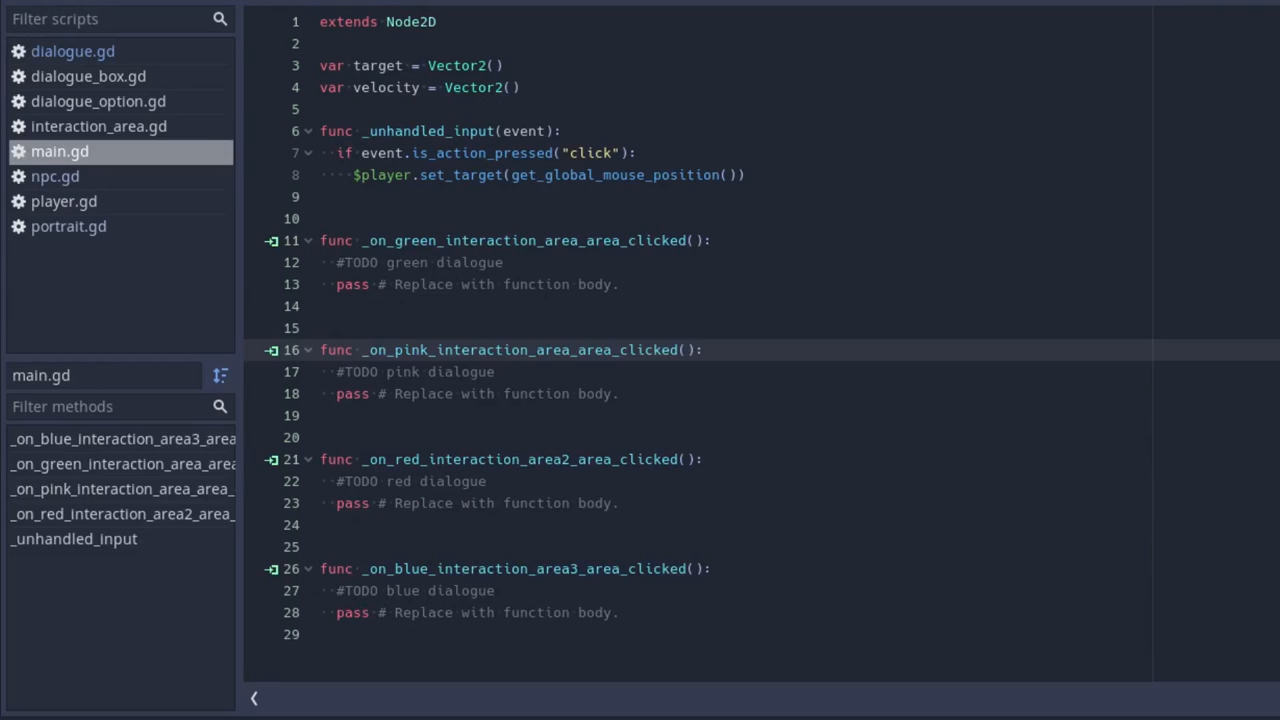 Filter scripts
dialogue.gd
dialogue_box.gd
dialogue_option.gd
interaction_area.gd
main.gd
npc.gd
player.gd
portrait.gd
main.gd
Filter methods
_on_blue_interaction_area3_area
_on_green_interaction_area_area
_on_pink_interaction_area_area_
_on_red_interaction_area2_area_
_unhandled_input
1 extends Node2D
2
3 var target = Vector2()
4 var velocity = Vector2()
5
6 func _unhandled_input(event):
7 if event.is_action_pressed("click"):
8 $player.set_target(get_global_mouse_position())
9
10
11 func _on_green_interaction_area_area_clicked():
12 #TODO green dialogue
13 pass # Replace with function body.
14
15
16 func _on_pink_interaction_area_area_clicked():
17 #TODO pink dialogue
18 pass # Replace with function body.
19
20
21 func _on_red_interaction_area2_area_clicked():
22 #TODO red dialogue
23 pass # Replace with function body.
24
25
26 func _on_blue_interaction_area3_area_clicked():
27 #TODO blue dialogue
28 pass # Replace with function body.
29